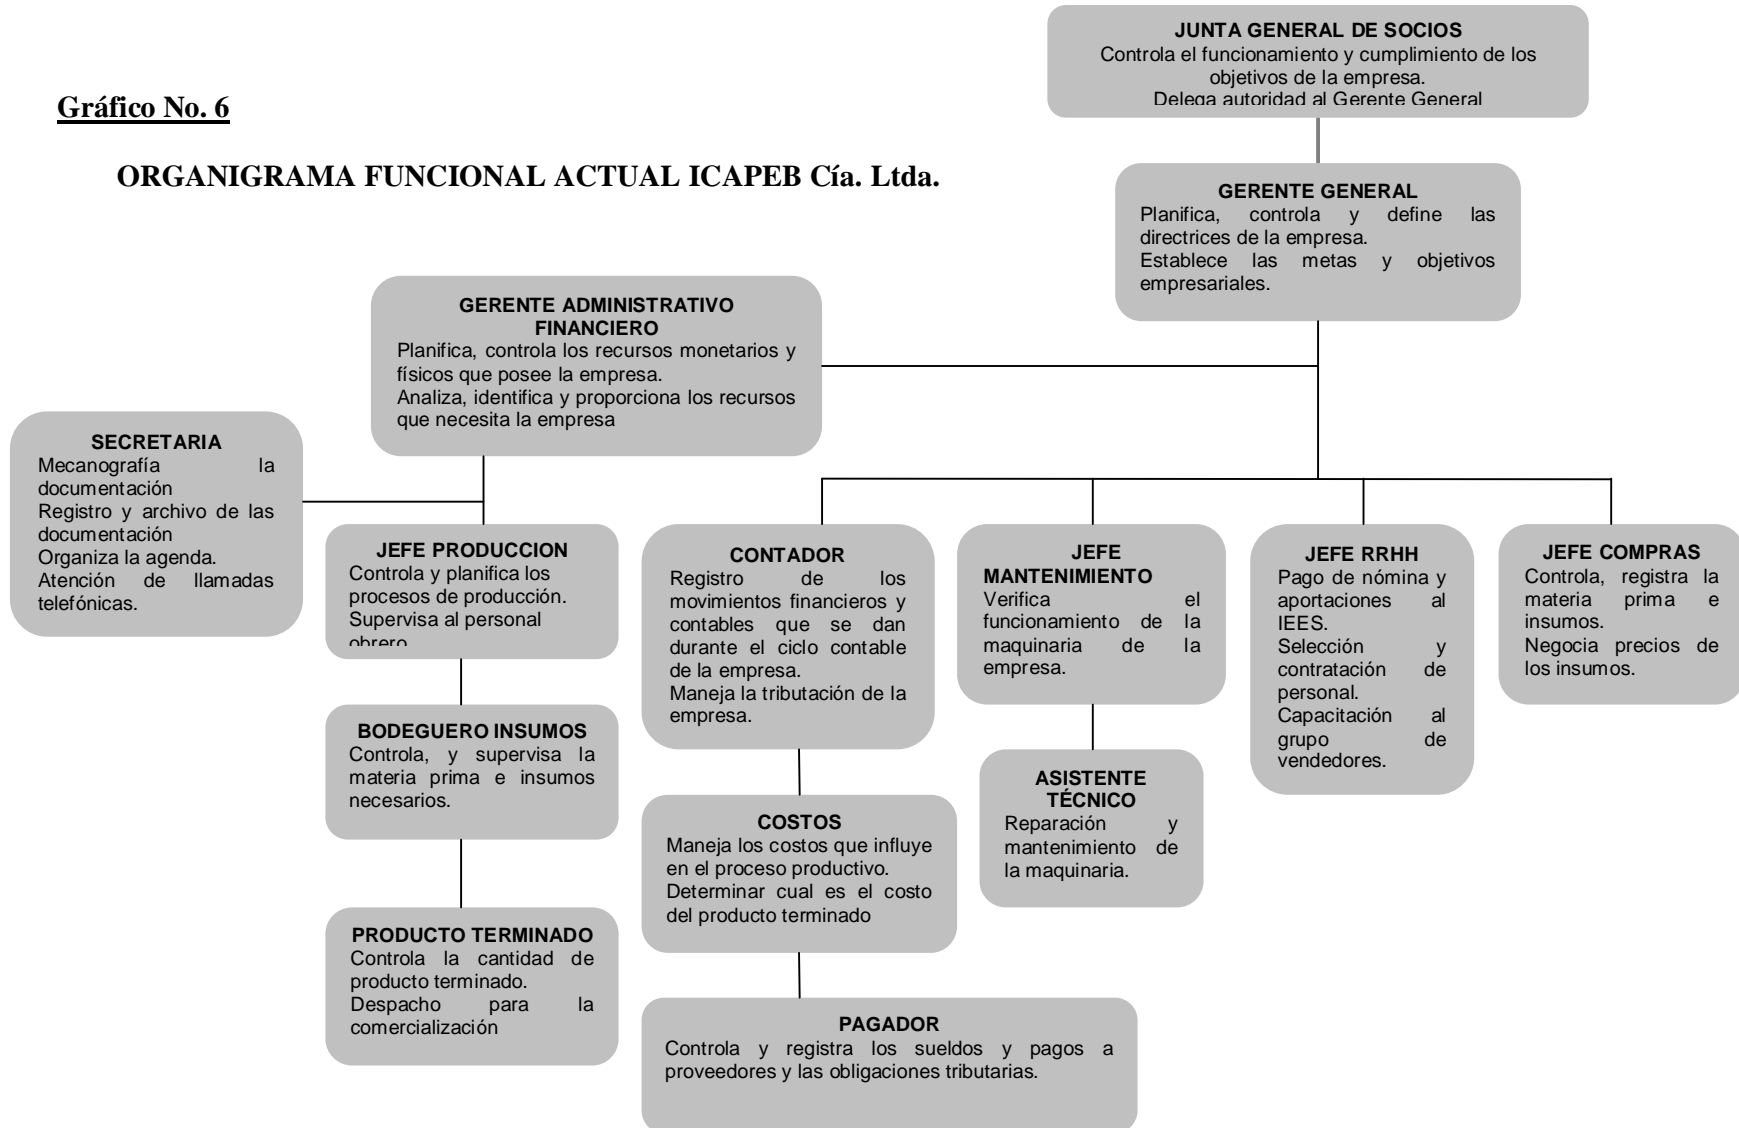 JUNTA GENERAL DE SOCIOS
Controla el funcionamiento y cumplimiento de los
objetivos de la empresa.
Delega autoridad al Gerente General
Gráfico No. 6
ORGANIGRAMA FUNCIONAL ACTUAL ICAPEB Cía. Ltda.
GERENTE GENERAL
Planifica, controla y define las
directrices de la empresa.
Establece las metas y objetivos
empresariales.
GERENTE ADMINISTRATIVO
FINANCIERO
Planifica, controla los recursos monetarios y
físicos que posee la empresa.
Analiza, identifica y proporciona los recursos
que necesita la empresa
SECRETARIA
Mecanografía la
documentación
Registro y archivo de las
documentación
Organiza la agenda.
Atención de llamadas
telefónicas.
JEFE PRODUCCION
Controla y planifica los
procesos de producción.
Supervisa al personal
obrero
CONTADOR
Registro de los
movimientos financieros y
contables que se dan
durante el ciclo contable
de la empresa.
Maneja la tributación de la
empresa.
JEFE
MANTENIMIENTO
Verifica el
funcionamiento de la
maquinaria de la
empresa.
JEFE RRHH
Pago de nómina y
aportaciones al
IEES.
Selección y
contratación de
personal.
Capacitación al
grupo de
vendedores.
JEFE COMPRAS
Controla, registra la
materia prima e
insumos.
Negocia precios de
los insumos.
BODEGUERO INSUMOS
Controla, y supervisa la
materia prima e insumos
necesarios.
COSTOS
Maneja los costos que influye
en el proceso productivo.
Determinar cual es el costo
del producto terminado
ASISTENTE
TÉCNICO
Reparación y
mantenimiento de
la maquinaria.
PRODUCTO TERMINADO
Controla la cantidad de
producto terminado.
Despacho para la
comercialización
PAGADOR
Controla y registra los sueldos y pagos a
proveedores y las obligaciones tributarias.